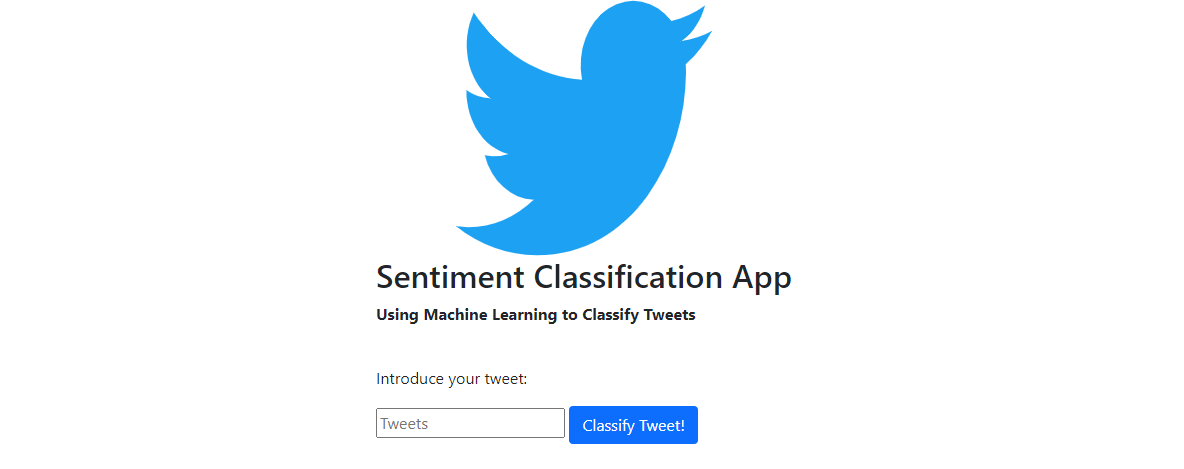 Sentiment Classification App
Using Machine Learning to Classify Tweets
Introduce your tweet:
Tweets Classify Tweet!